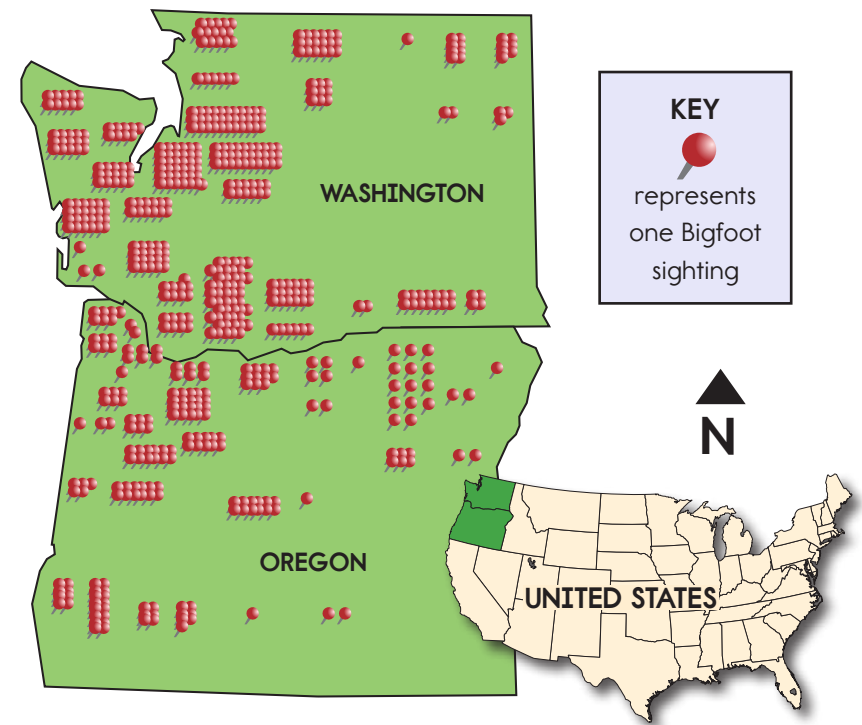 WASHINGTON
OREGON
KEY
represents
one Bigfoot
sighting
N
UNITED STATES